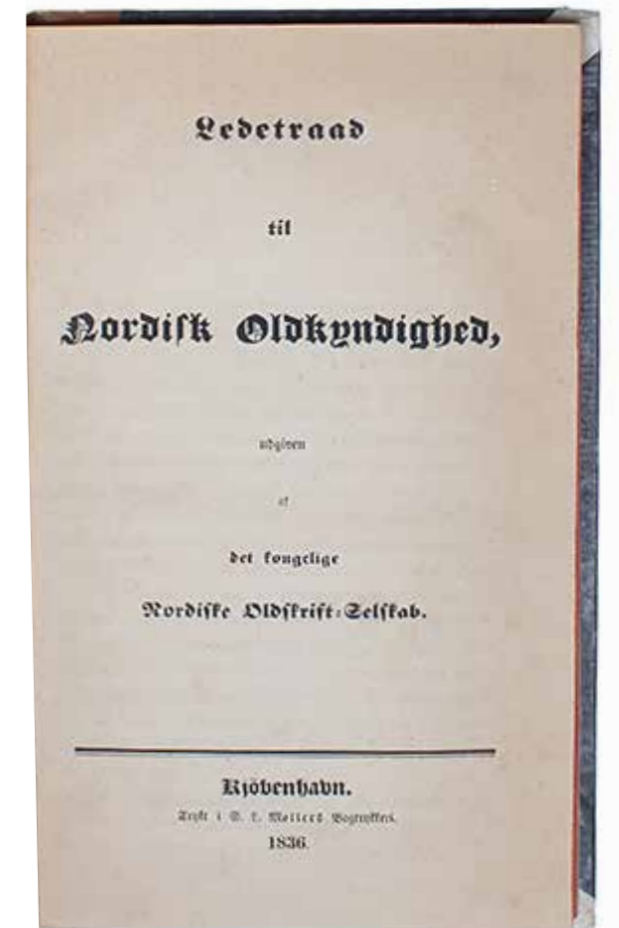 Ledetraad
til
Nordisk Oldkyndighed,
udgiven
af
det kongelige
Nordiske Oldskrift-Selskab.
Kjöbenhavn.
Trykt i S. L. Møllers Bogtrykkeri.
1836.